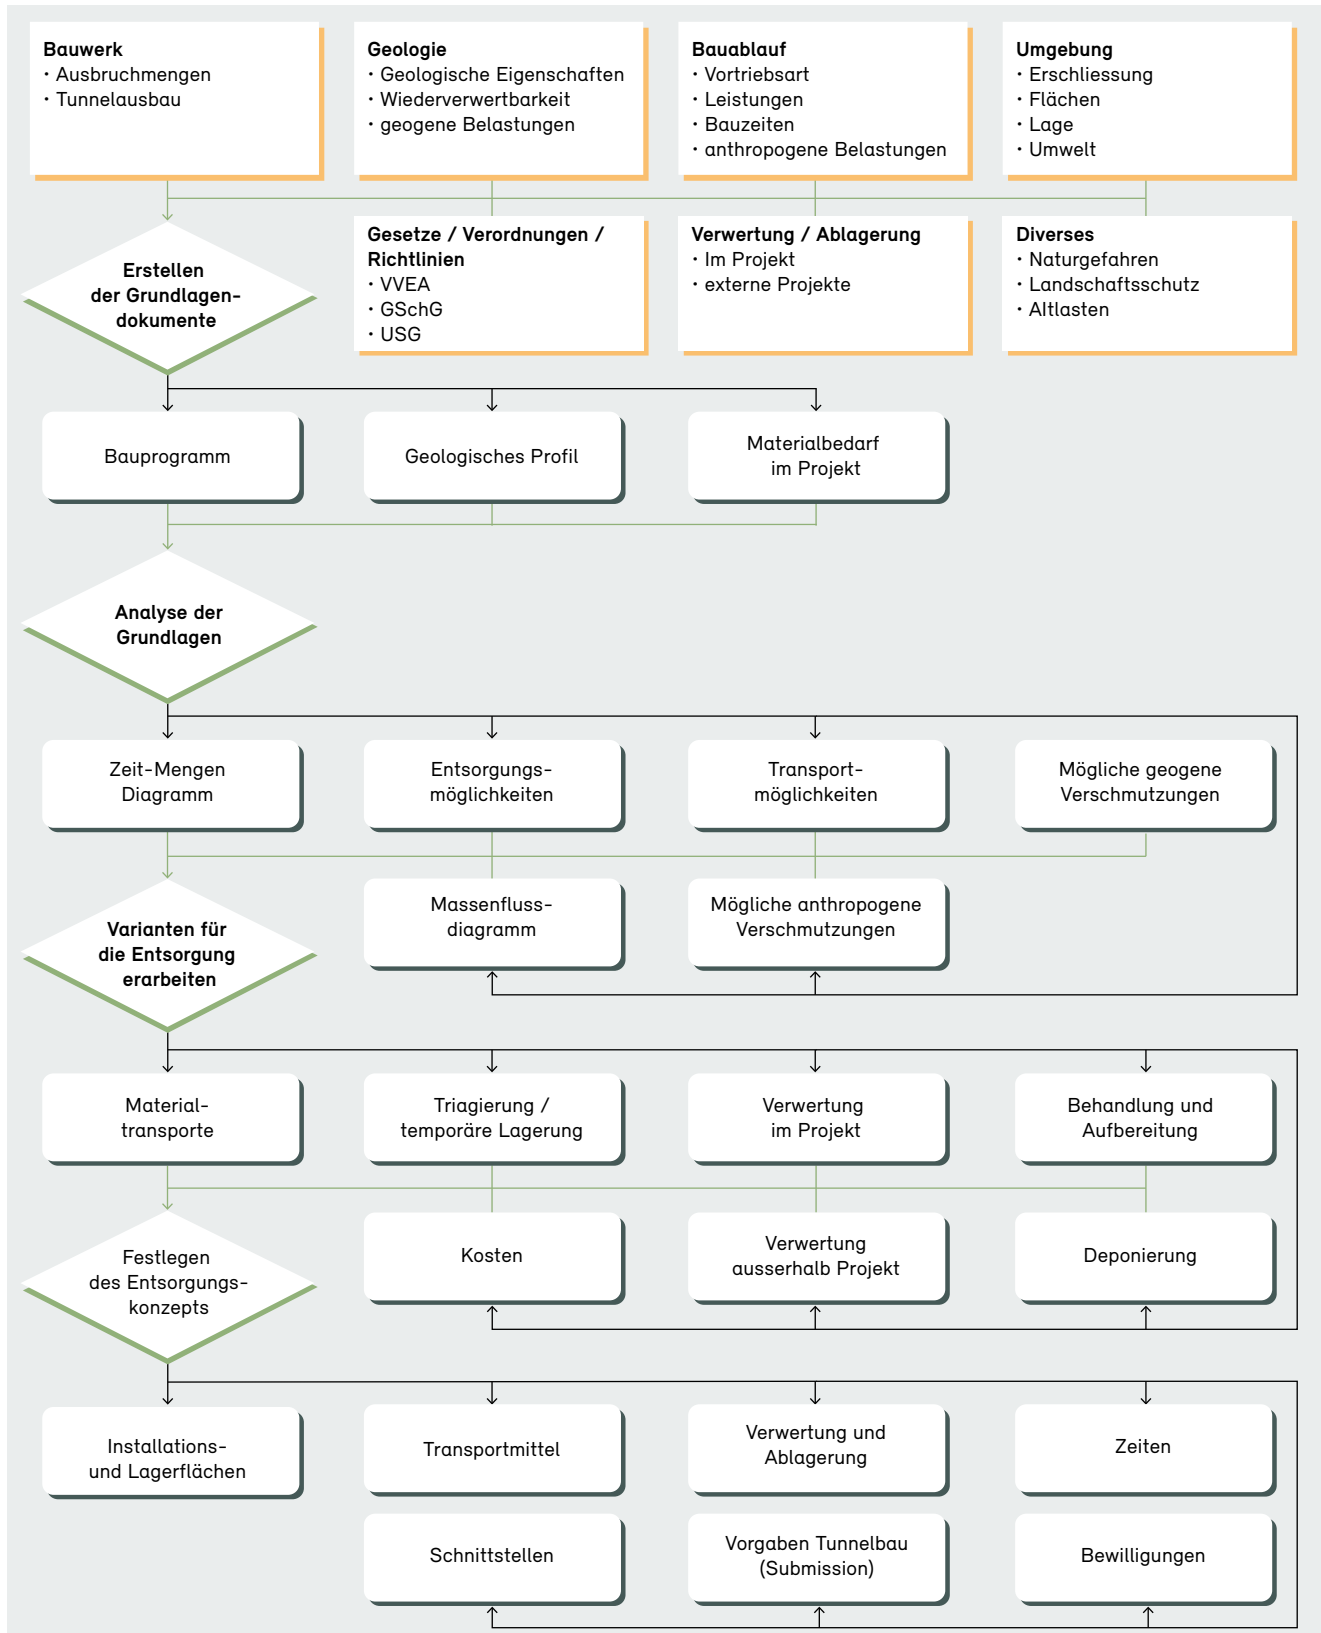 Bauwerk
· Ausbruchmengen
· Tunnelausbau
Geologie
· Geologische Eigenschaften
· Wiederverwertbarkeit
· geogene Belastungen
Bauablauf
· Vortriebsart
· Leistungen
· Bauzeiten
· anthropogene Belastungen
Umgebung
· Erschliessung
· Flächen
· Lage
· Umwelt
Erstellen
der Grundlagen-
dokumente
Gesetze / Verordnungen /
Richtlinien
· VVEA
· GSchG
· USG
Verwertung / Ablagerung
· Im Projekt
· externe Projekte
Diverses
· Naturgefahren
· Landschaftsschutz
· Altlasten
Bauprogramm
Geologisches Profil
Materialbedarf
im Projekt
Analyse der
Grundlagen
Zeit-Mengen
Diagramm
Entsorgungs-
möglichkeiten
Transport-
möglichkeiten
Mögliche geogene
Verschmutzungen
Varianten für
die Entsorgung
erarbeiten
Massenfluss-
diagramm
Mögliche anthropogene
Verschmutzungen
Material-
transporte
Triagierung /
temporäre Lagerung
Verwertung
im Projekt
Behandlung und
Aufbereitung
Festlegen
des Entsorgungs-
konzepts
Kosten
Verwertung
ausserhalb Projekt
Deponierung
Installations-
und Lagerflächen
Transportmittel
Verwertung und
Ablagerung
Zeiten
Schnittstellen
Vorgaben Tunnelbau
(Submission)
Bewilligungen